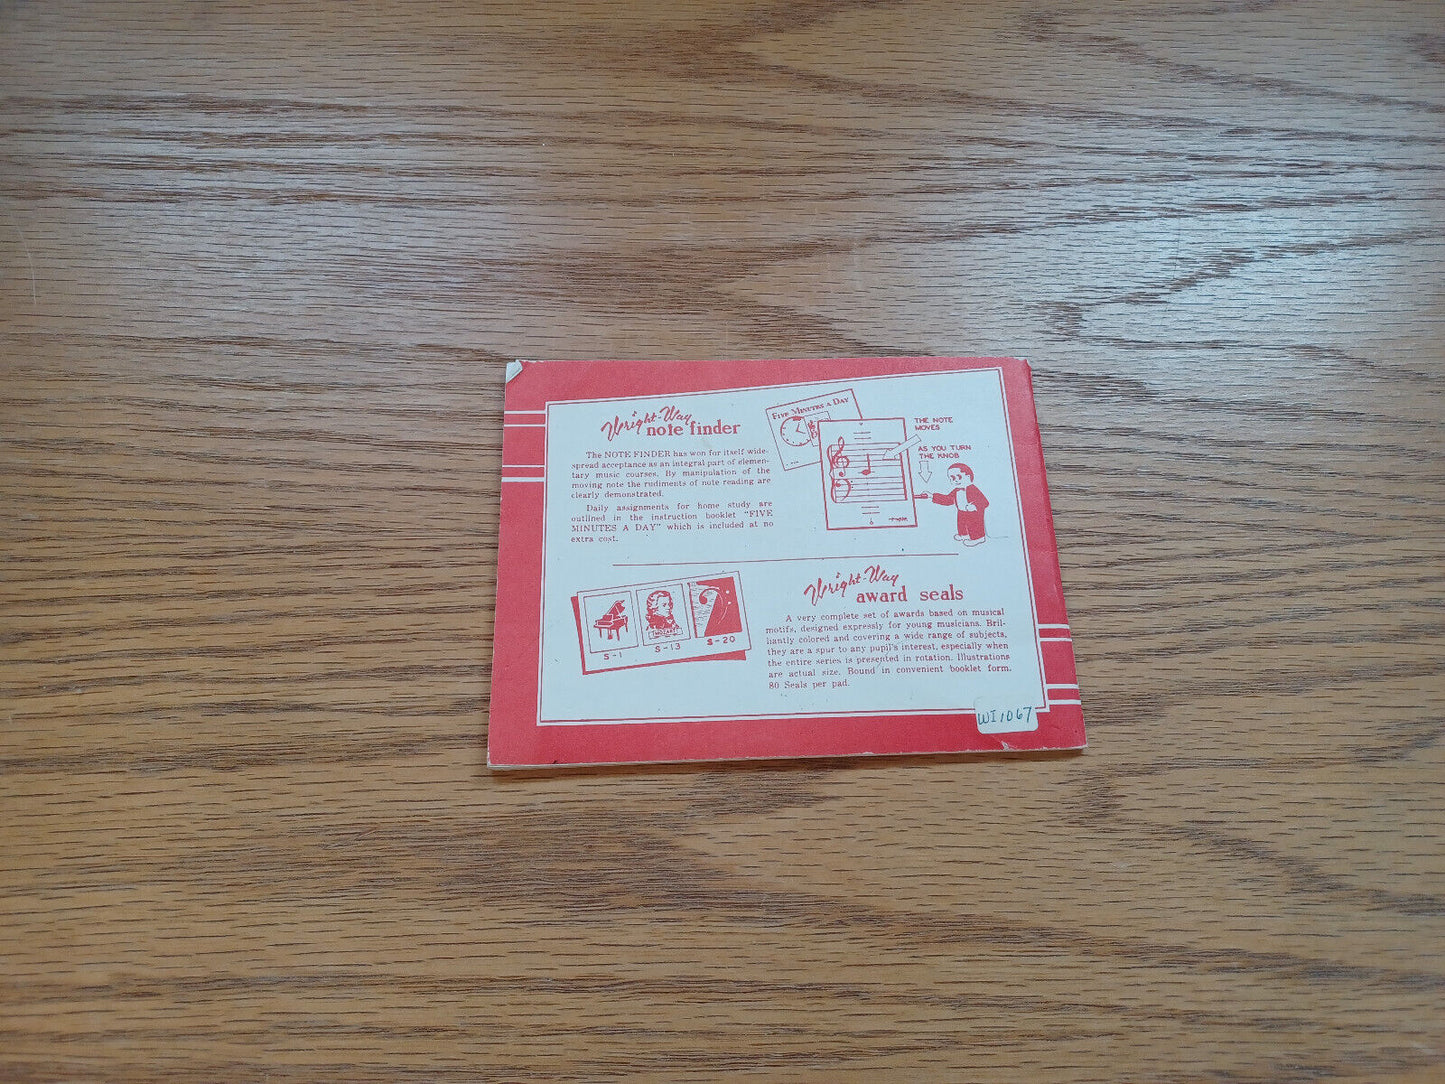 Wright-Way
note finder
The NOTE FINDER has won for itself wide-
spread acceptance as an integral part of elemen-
tary music courses. By manipulation of the
moving note the rudiments of note reading are
clearly demonstrated.
Daily assignments for home study are
outlined in the instruction booklet "FIVE
MINUTES A DAY" which is included at no
extra cost.
FIVE MINUTES A DAY
THE NOTE
MOVES
AS YOU TURN
THE KNOB
S-1
S-13
S-20
MOZART
Wright-Way
award seals
A very complete set of awards based on musical
motifs, designed expressly for young musicians. Bril-
liantly colored and covering a wide range of subjects,
they are a spur to any pupil's interest, especially when
the entire series is presented in rotation. Illustrations
are actual size. Bound in convenient booklet form.
80 Seals per pad.
WI1067